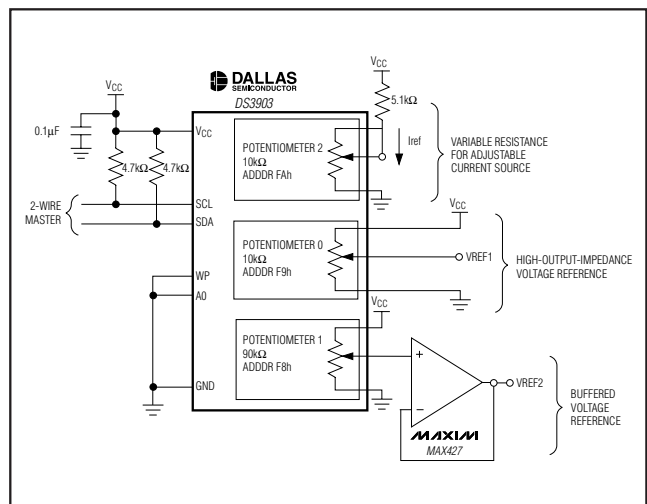 DALLAS
SEMICONDUCTOR
DS3903
VCC
0.1µF
4.7kΩ
4.7kΩ
2-WIRE
MASTER
VCC
SCL
SDA
WP
A0
GND
POTENTIOMETER 2
10kΩ
ADDDR FAh
VCC
5.1kΩ
Iref
VARIABLE RESISTANCE
FOR ADJUSTABLE
CURRENT SOURCE
POTENTIOMETER 0
10kΩ
ADDDR F9h
VCC
VREF1
HIGH-OUTPUT-IMPEDANCE
VOLTAGE REFERENCE
POTENTIOMETER 1
90kΩ
ADDDR F8h
VCC
+
−
MAXIM
MAX427
VREF2
BUFFERED
VOLTAGE
REFERENCE